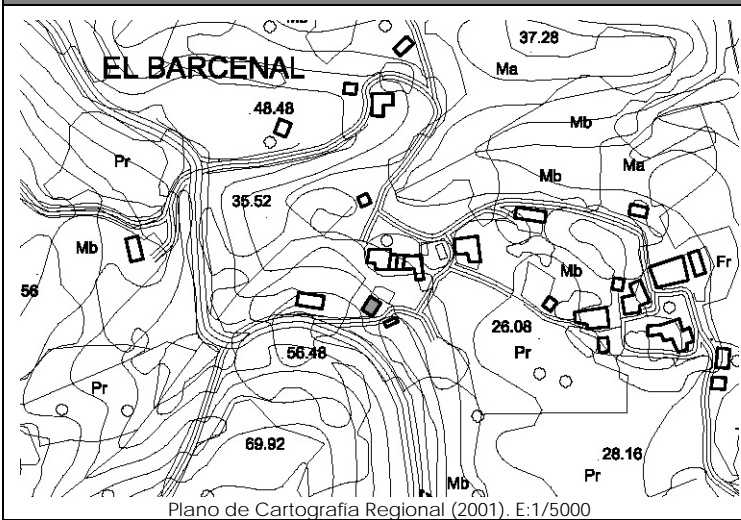 Mb
37.28
EL BARCENAL
Ma
48.48
Mb
Pr
Ma
Mb
35.52
Mb
Mb
Fr
56
26.08
56.48
Pr
Pr
69.92
28.16
Mb
Pr
Plano de Cartografía Regional (2001). E:1/5000